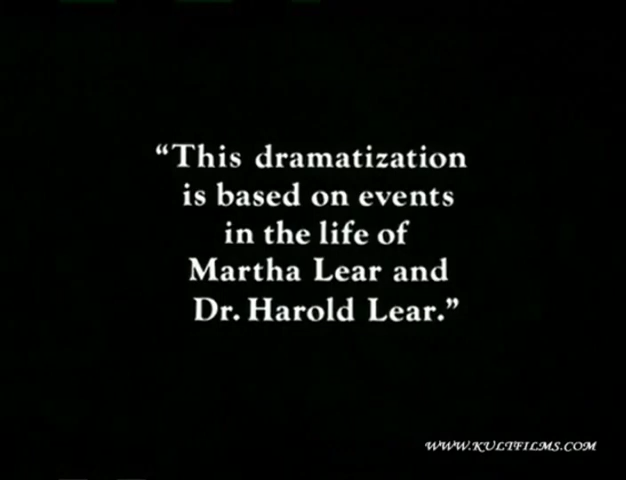 “This dramatization
is based on events
in the life of
Martha Lear and
Dr. Harold Lear.”
WWW.KULTFILMS.COM